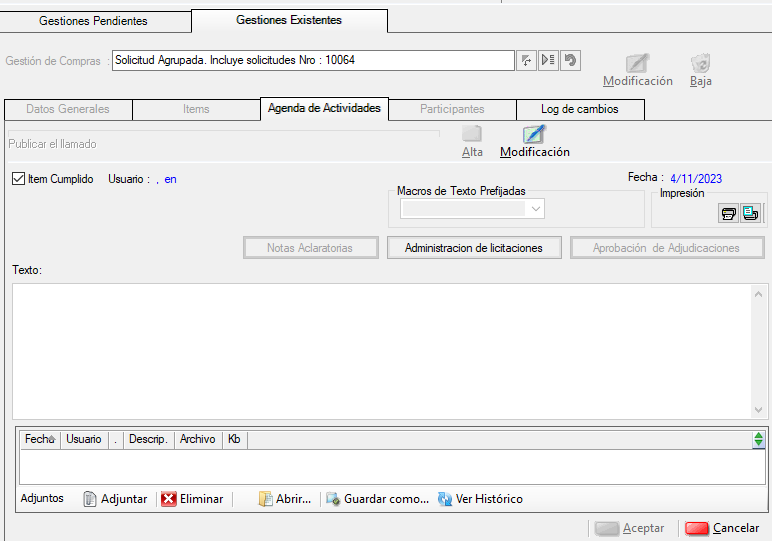 Gestiones Pendientes
Gestiones Existentes
Gestión de Compras :
Solicitud Agrupada. Incluye solicitudes Nro : 10064
Modificación
Baja
Datos Generales
Items
Agenda de Actividades
Participantes
Log de cambios
Publicar el llamado
Alta
Modificación
Item Cumplido
Usuario : , en
Fecha : 4/11/2023
Macros de Texto Prefijadas
Impresión
Notas Aclaratorias
Administracion de licitaciones
Aprobación de Adjudicaciones
Texto:
Fecha
Usuario
.
Descrip.
Archivo
Kb
Adjuntos
Adjuntar
Eliminar
Abrir...
Guardar como...
Ver Histórico
Aceptar
Cancelar